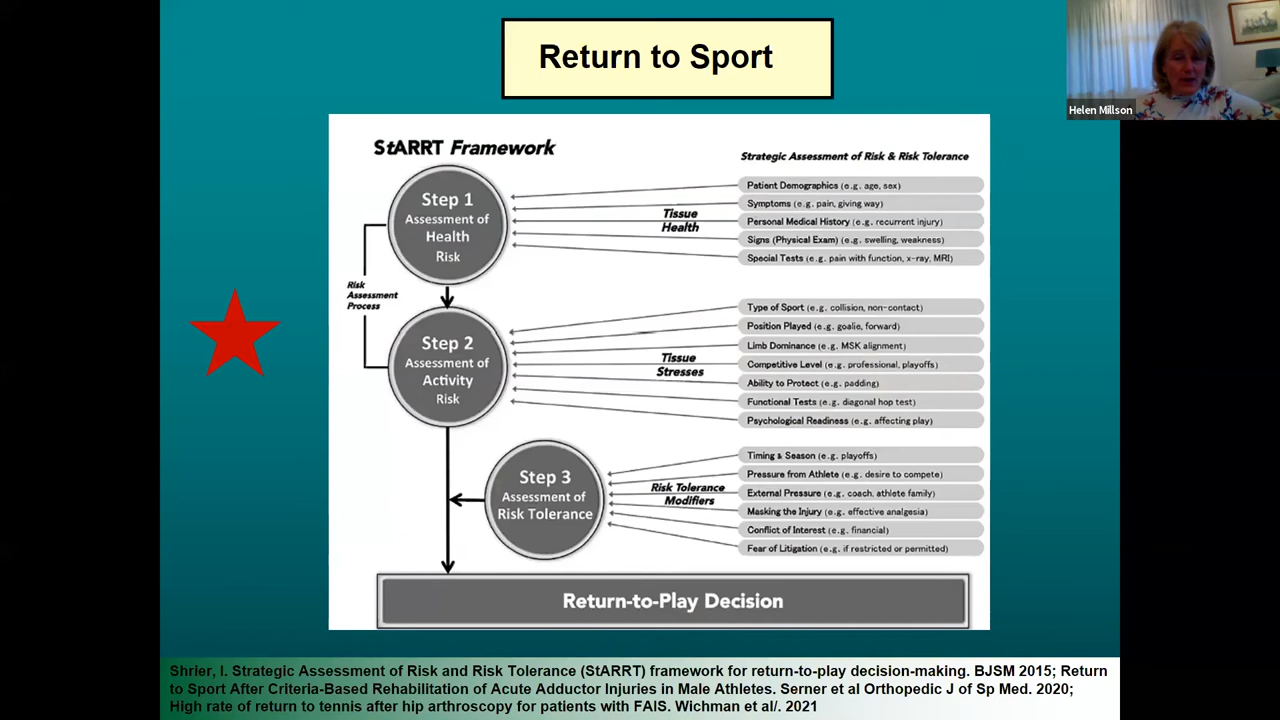 Return to Sport
Helen Millson
StARRT Framework
Strategic Assessment of Risk & Risk Tolerance
Step 1
Assessment of
Health
Risk
Tissue
Health
Patient Demographics (e.g. age, sex)
Symptoms (e.g. pain, giving way)
Personal Medical History (e.g. recurrent injury)
Signs (Physical Exam) (e.g. swelling, weakness)
Special Tests (e.g. pain with function, x-ray, MRI)
Risk
Assessment
Process
Step 2
Assessment of
Activity
Risk
Tissue
Stresses
Type of Sport (e.g. collision, non-contact)
Position Played (e.g. goalie, forward)
Limb Dominance (e.g. MSK alignment)
Competitive Level (e.g. professional, playoffs)
Ability to Protect (e.g. padding)
Functional Tests (e.g. diagonal hop test)
Psychological Readiness (e.g. affecting play)
Step 3
Assessment of
Risk Tolerance
Risk Tolerance
Modifiers
Timing & Season (e.g. playoffs)
Pressure from Athlete (e.g. desire to compete)
External Pressure (e.g. coach, athlete family)
Masking the Injury (e.g. effective analgesia)
Conflict of Interest (e.g. financial)
Fear of Litigation (e.g. if restricted or permitted)
Return-to-Play Decision
Shrier, I. Strategic Assessment of Risk and Risk Tolerance (StARRT) framework for return-to-play decision-making. BJSM 2015; Return
to Sport After Criteria-Based Rehabilitation of Acute Adductor Injuries in Male Athletes. Serner et al Orthopedic J of Sp Med. 2020;
High rate of return to tennis after hip arthroscopy for patients with FAIS. Wichman et al/. 2021